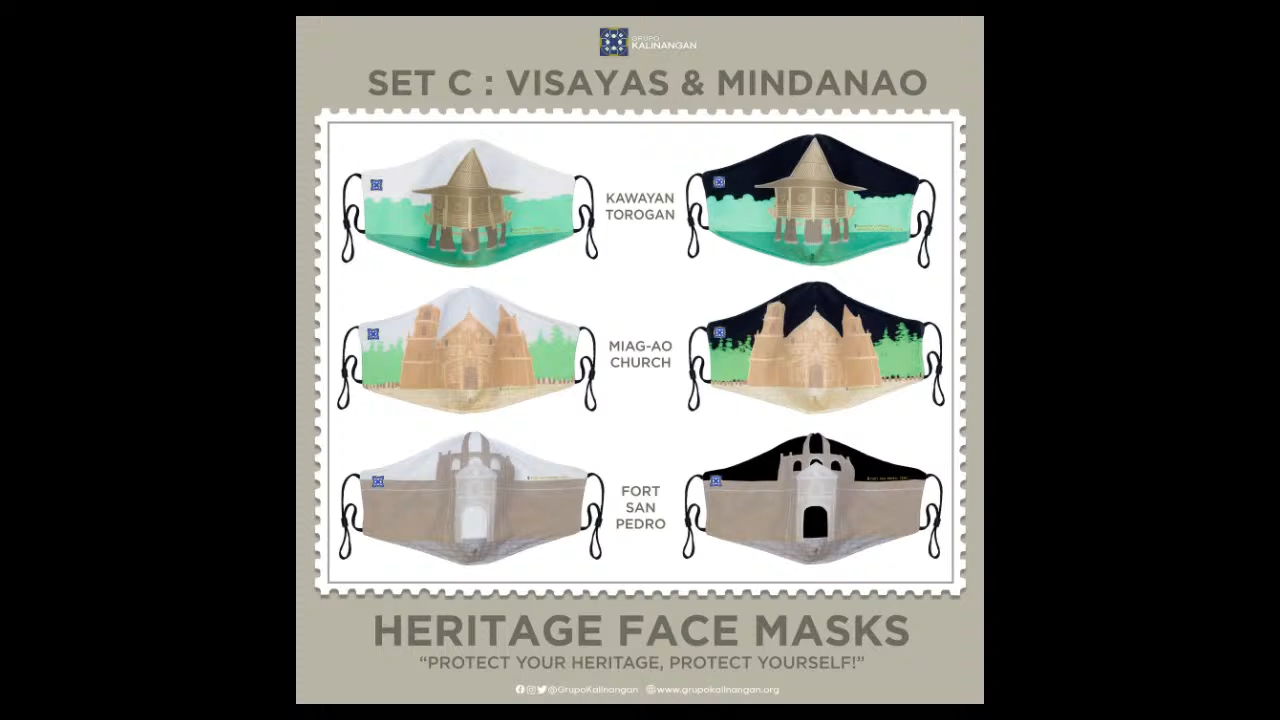 GRUPO
KALINANGAN
SET C : VISAYAS & MINDANAO
KAWAYAN
TOROGAN
MIAG-AO
CHURCH
FORT
SAN
PEDRO
HERITAGE FACE MASKS
“PROTECT YOUR HERITAGE, PROTECT YOURSELF!”
@GrupoKalinangan www.grupokalinangan.org